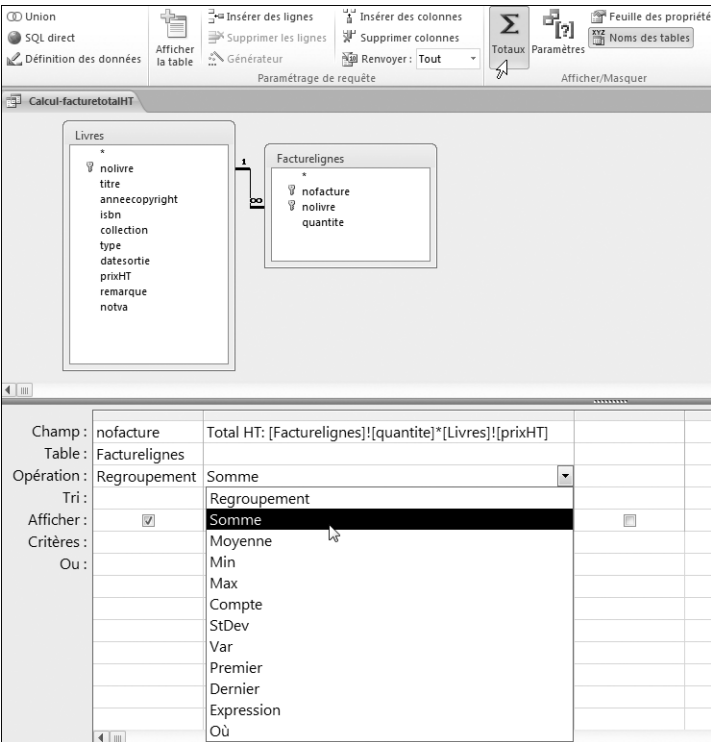 Union
SQL direct
Définition des données
Afficher
la table
Insérer des lignes
Supprimer les lignes
Générateur
Insérer des colonnes
Supprimer colonnes
Renvoyer : Tout
Paramétrage de requête
Σ
Totaux
[?]
Paramètres
Feuille des propriété
XYZ
Noms des tables
Afficher/Masquer
Calcul-facturetotalHT
Livres
*
nolivre
titre
anneecopyright
isbn
collection
type
datesortie
prixHT
remarque
notva
1
∞
Facturelignes
*
nofacture
nolivre
quantite
Champ : nofacture Total HT: [Facturelignes]![quantite]*[Livres]![prixHT]
Table : Facturelignes
Opération : Regroupement Somme
Tri : Regroupement
Afficher : Somme
Critères : Moyenne
Ou : Min
Max
Compte
StDev
Var
Premier
Dernier
Expression
Où